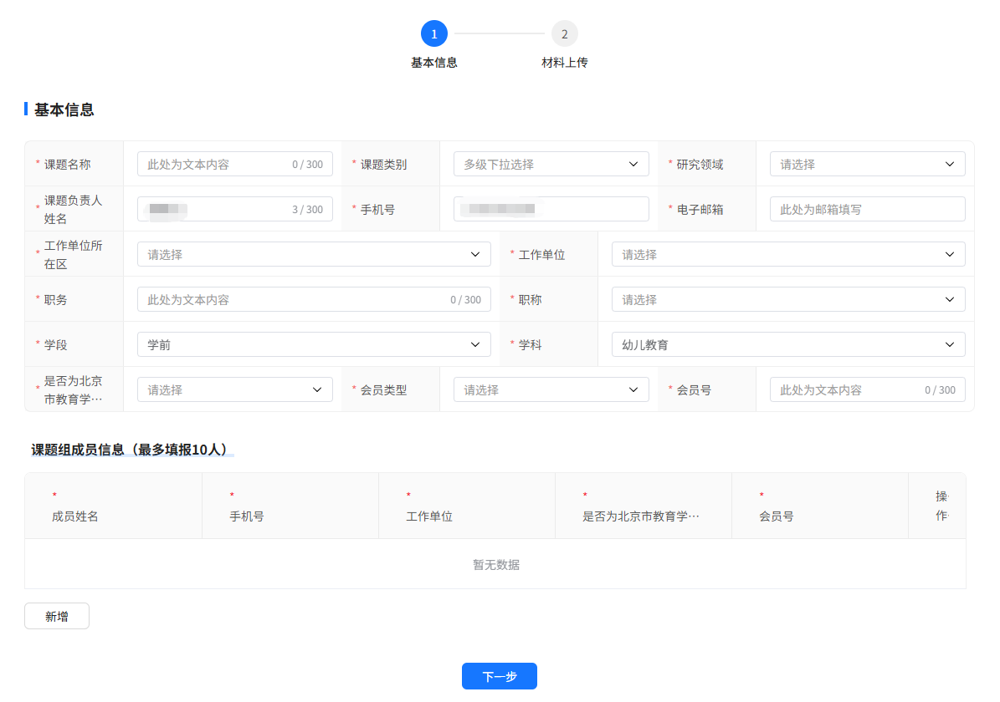 1
2
基本信息
材料上传
基本信息
* 课题名称
此处为文本内容 0 / 300
* 课题类别
多级下拉选择
* 研究领域
请选择
* 课题负责人
姓名
3 / 300
* 手机号
* 电子邮箱
此处为邮箱填写
* 工作单位所
在区
请选择
* 工作单位
请选择
* 职务
此处为文本内容 0 / 300
* 职称
请选择
* 学段
学前
* 学科
幼儿教育
* 是否为北京
市教育学…
请选择
* 会员类型
请选择
* 会员号
此处为文本内容 0 / 300
课题组成员信息（最多填报10人）
*
成员姓名
*
手机号
*
工作单位
*
是否为北京市教育学…
*
会员号
操
作
暂无数据
新增
下一步